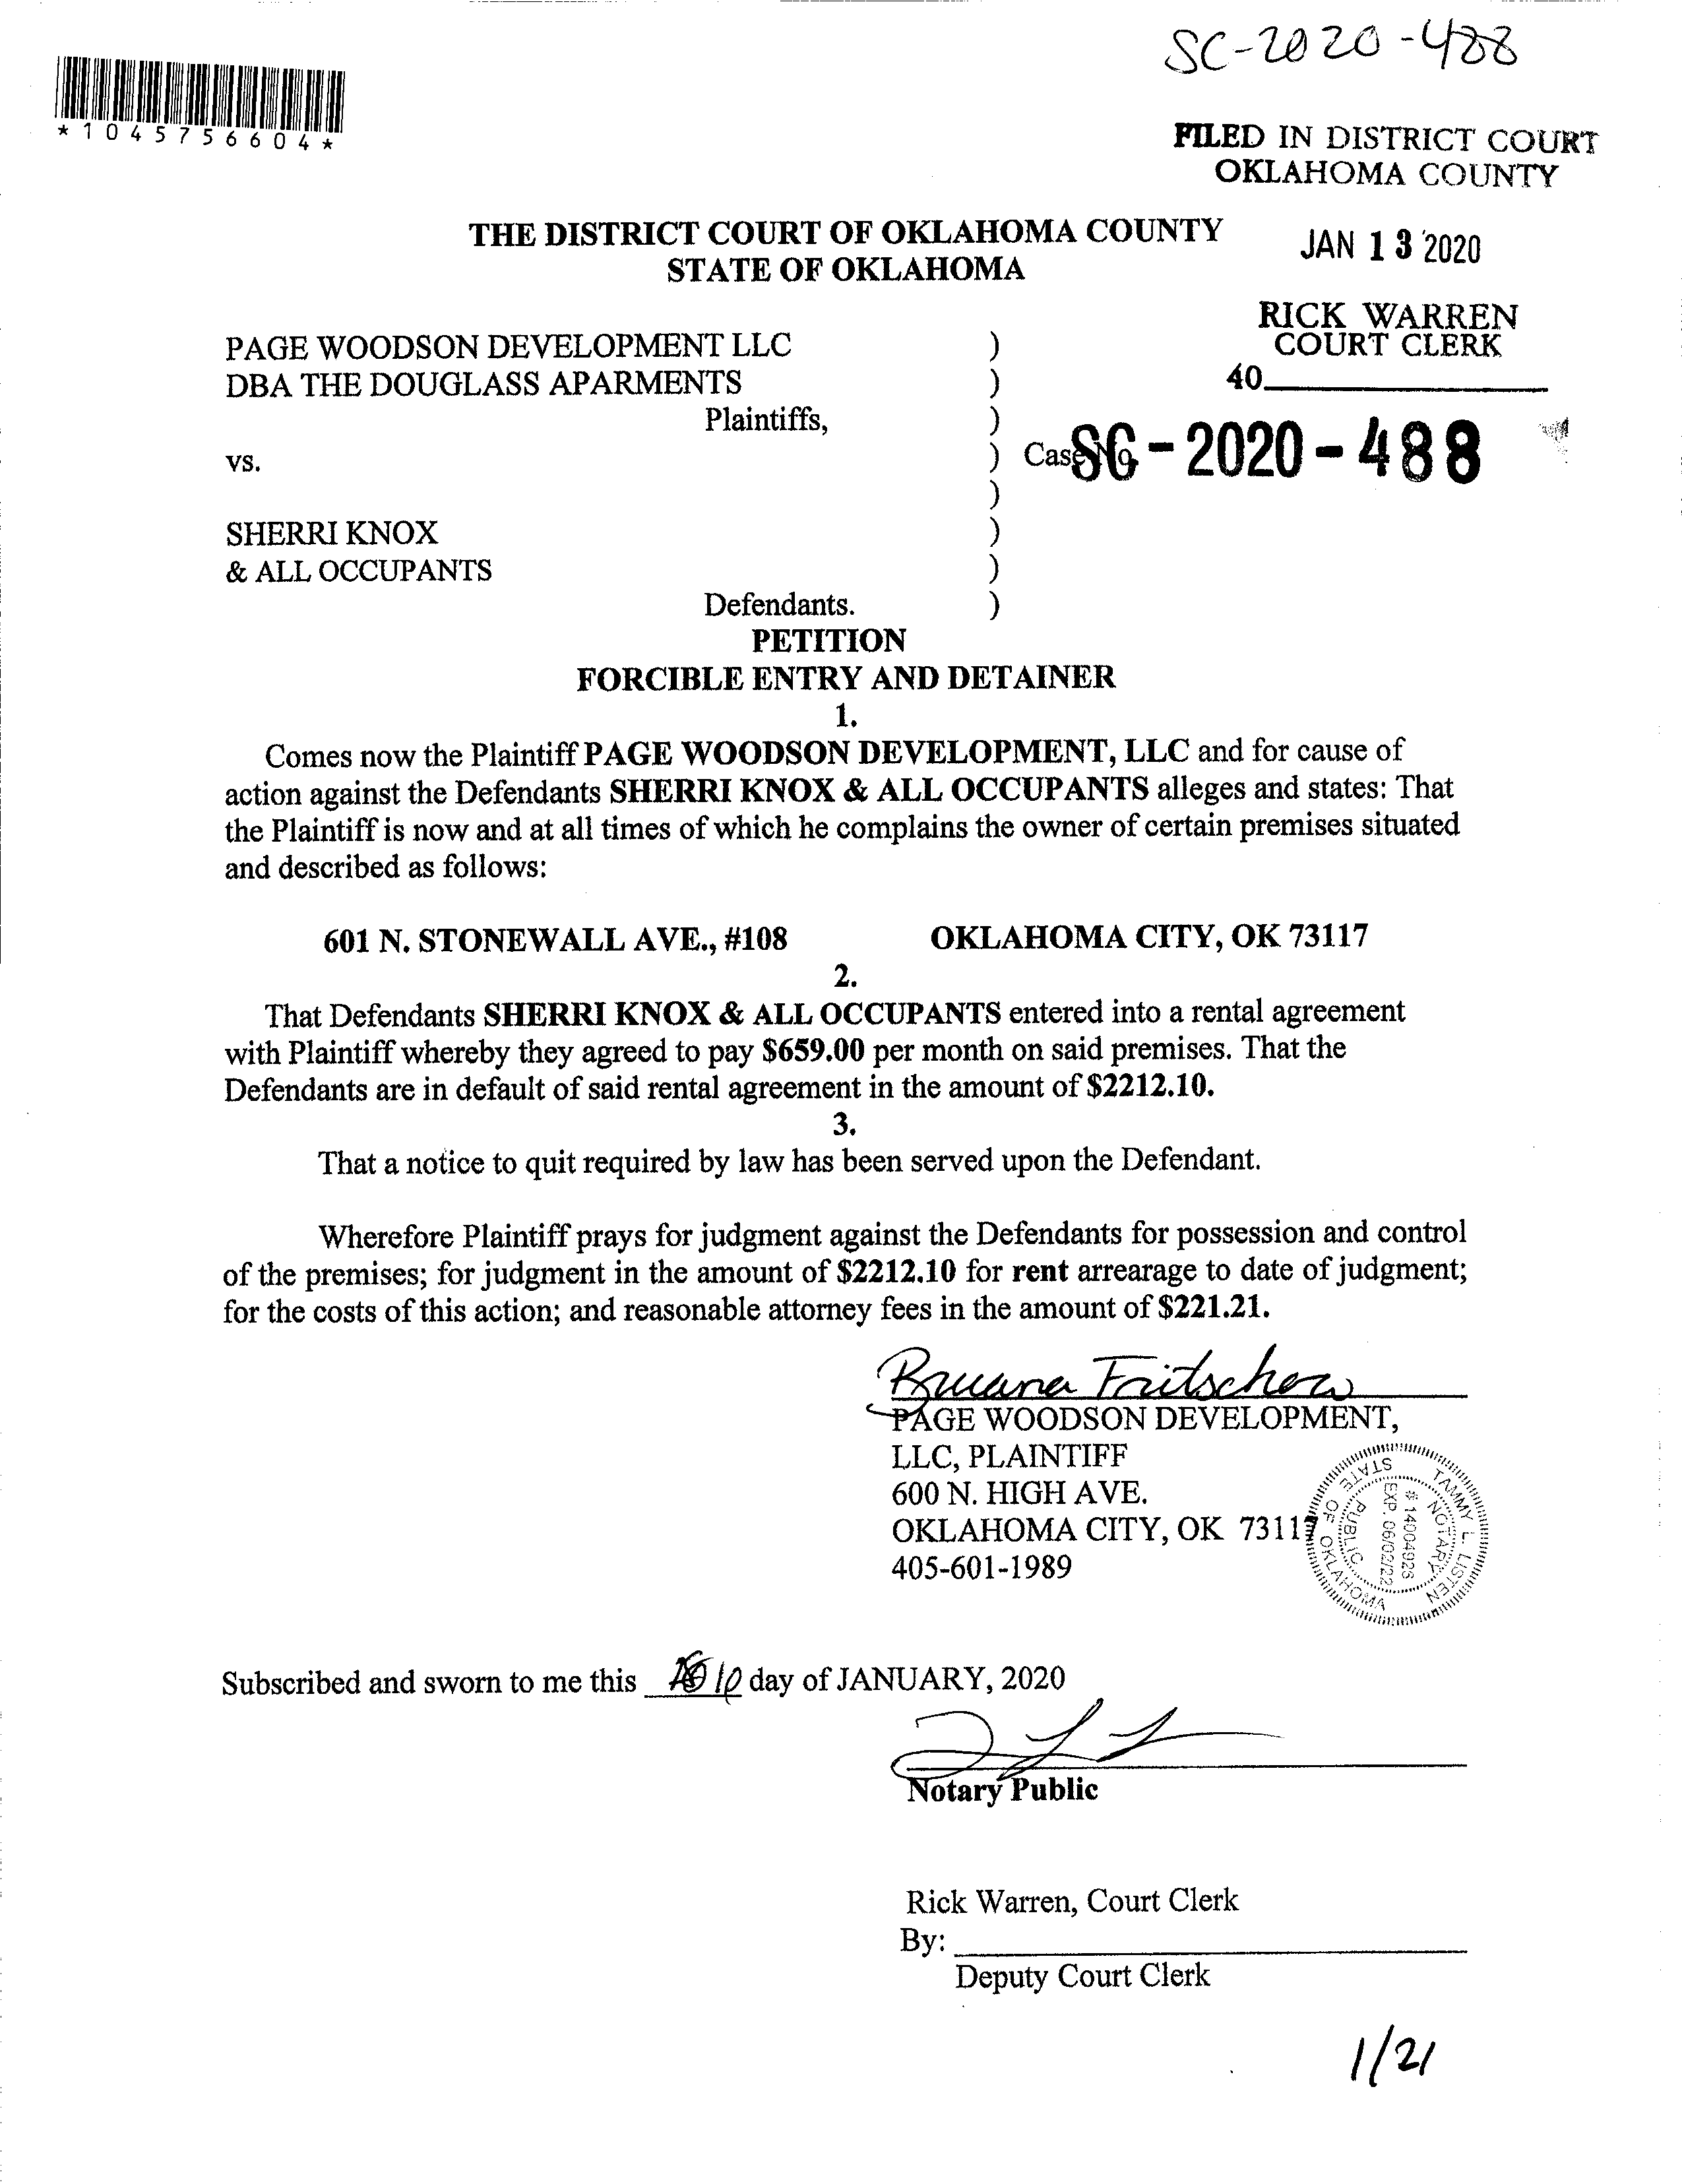 SC-2020-488
*1045756604*
FILED IN DISTRICT COURT
OKLAHOMA COUNTY
THE DISTRICT COURT OF OKLAHOMA COUNTY
STATE OF OKLAHOMA
JAN 13 2020
RICK WARREN
COURT CLERK
40
PAGE WOODSON DEVELOPMENT LLC )
DBA THE DOUGLASS APARMENTS )
Plaintiffs, )
vs. ) Case No. SC-2020-488
)
SHERRI KNOX )
& ALL OCCUPANTS )
Defendants. )
PETITION
FORCIBLE ENTRY AND DETAINER
1.
Comes now the Plaintiff PAGE WOODSON DEVELOPMENT, LLC and for cause of
action against the Defendants SHERRI KNOX & ALL OCCUPANTS alleges and states: That
the Plaintiff is now and at all times of which he complains the owner of certain premises situated
and described as follows:
601 N. STONEWALL AVE., #108 OKLAHOMA CITY, OK 73117
2.
That Defendants SHERRI KNOX & ALL OCCUPANTS entered into a rental agreement
with Plaintiff whereby they agreed to pay $659.00 per month on said premises. That the
Defendants are in default of said rental agreement in the amount of $2212.10.
3.
That a notice to quit required by law has been served upon the Defendant.
Wherefore Plaintiff prays for judgment against the Defendants for possession and control
of the premises; for judgment in the amount of $2212.10 for rent arrearage to date of judgment;
for the costs of this action; and reasonable attorney fees in the amount of $221.21.
PAGE WOODSON DEVELOPMENT,
LLC, PLAINTIFF
600 N. HIGH AVE.
OKLAHOMA CITY, OK 73117
405-601-1989
TAMMY L. LISTEN
NOTARY
# 14004926
EXP. 06/02/22
PUBLIC
STATE OF OKLAHOMA
Subscribed and sworn to me this 10 day of JANUARY, 2020
Notary Public
Rick Warren, Court Clerk
By:
Deputy Court Clerk
1/21